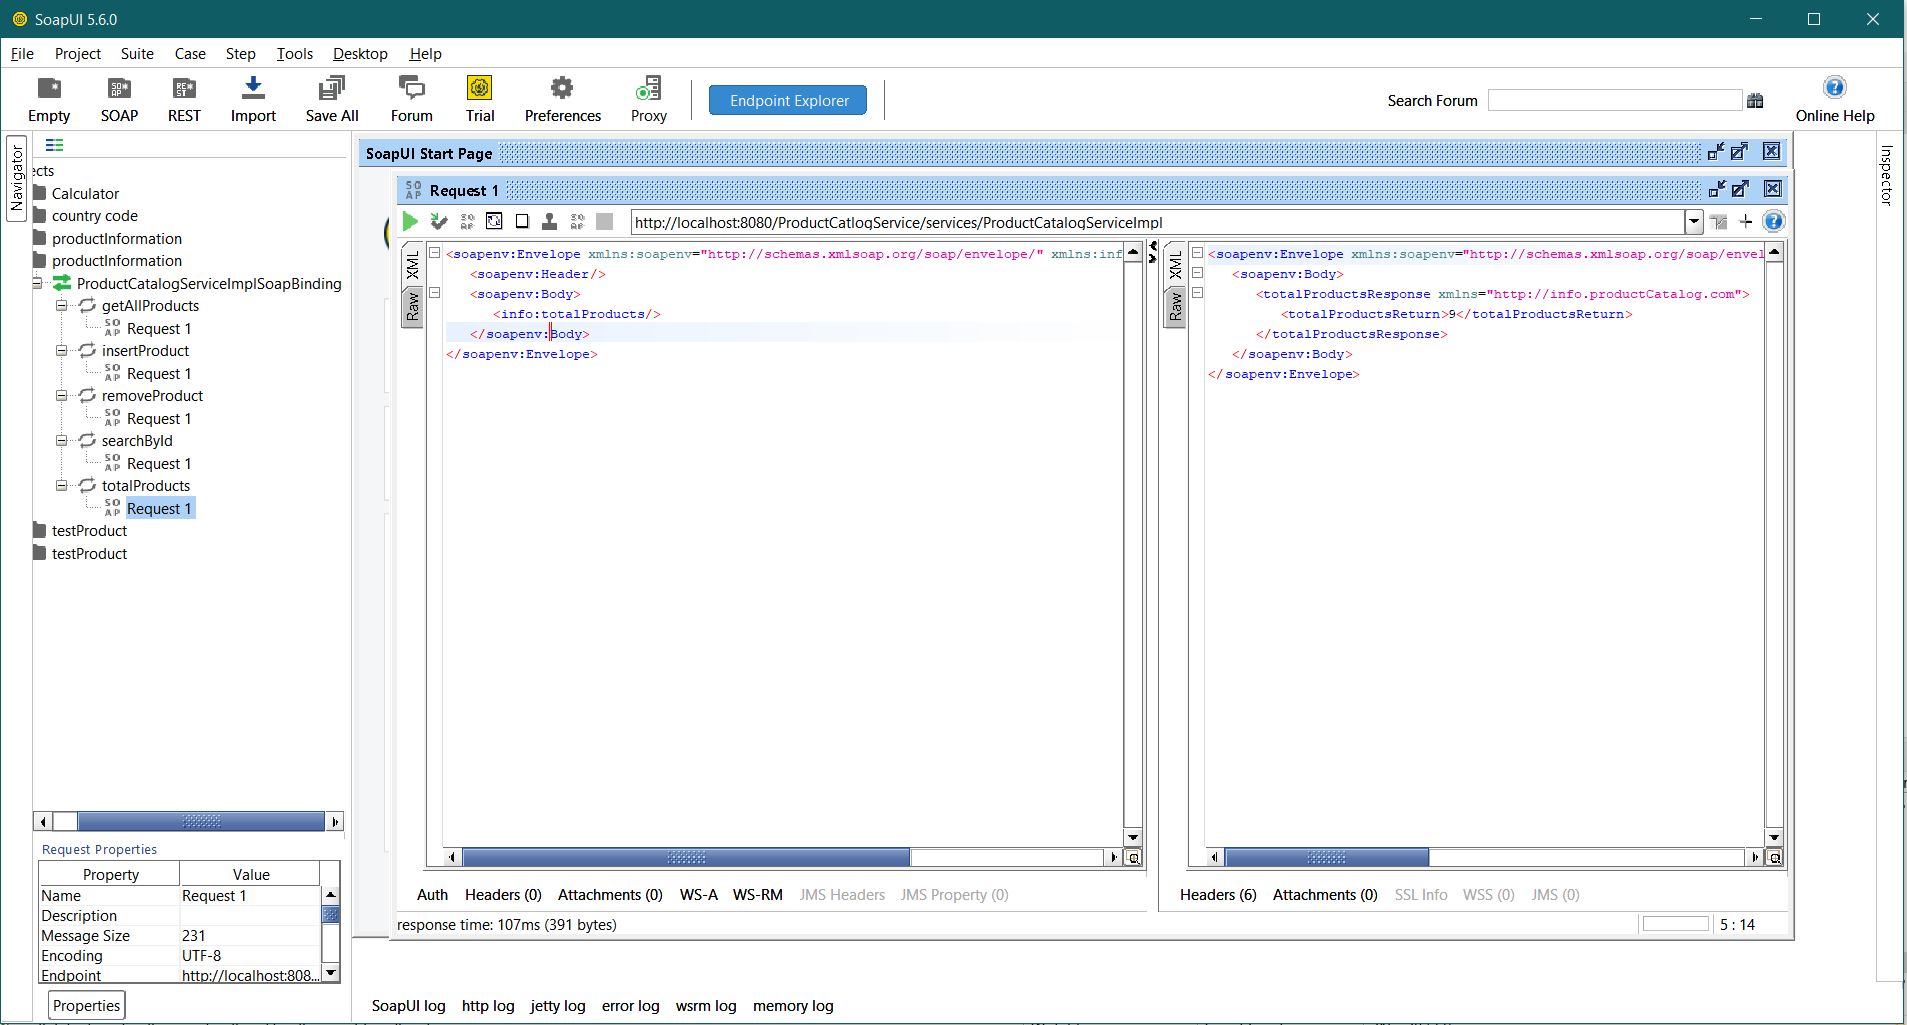 SoapUI 5.6.0
File Project Suite Case Step Tools Desktop Help
Empty SOAP REST Import Save All Forum Trial Preferences Proxy Endpoint Explorer Search Forum Online Help
Navigator
ects
Calculator
country code
productInformation
productInformation
ProductCatalogServiceImplSoapBinding
getAllProducts
Request 1
insertProduct
Request 1
removeProduct
Request 1
searchById
Request 1
totalProducts
Request 1
testProduct
testProduct
Request Properties
Property Value
Name Request 1
Description
Message Size 231
Encoding UTF-8
Endpoint http://localhost:808...
Properties
SoapUI Start Page
Request 1
http://localhost:8080/ProductCatlogService/services/ProductCatalogServiceImpl
XML
Raw
<soapenv:Envelope xmlns:soapenv="http://schemas.xmlsoap.org/soap/envelope/" xmlns:inf
<soapenv:Header/>
<soapenv:Body>
<info:totalProducts/>
</soapenv:Body>
</soapenv:Envelope>
XML
Raw
<soapenv:Envelope xmlns:soapenv="http://schemas.xmlsoap.org/soap/envel
<soapenv:Body>
<totalProductsResponse xmlns="http://info.productCatalog.com">
<totalProductsReturn>9</totalProductsReturn>
</totalProductsResponse>
</soapenv:Body>
</soapenv:Envelope>
Auth Headers (0) Attachments (0) WS-A WS-RM JMS Headers JMS Property (0)
Headers (6) Attachments (0) SSL Info WSS (0) JMS (0)
response time: 107ms (391 bytes)
5 : 14
SoapUI log http log jetty log error log wsrm log memory log
Inspector